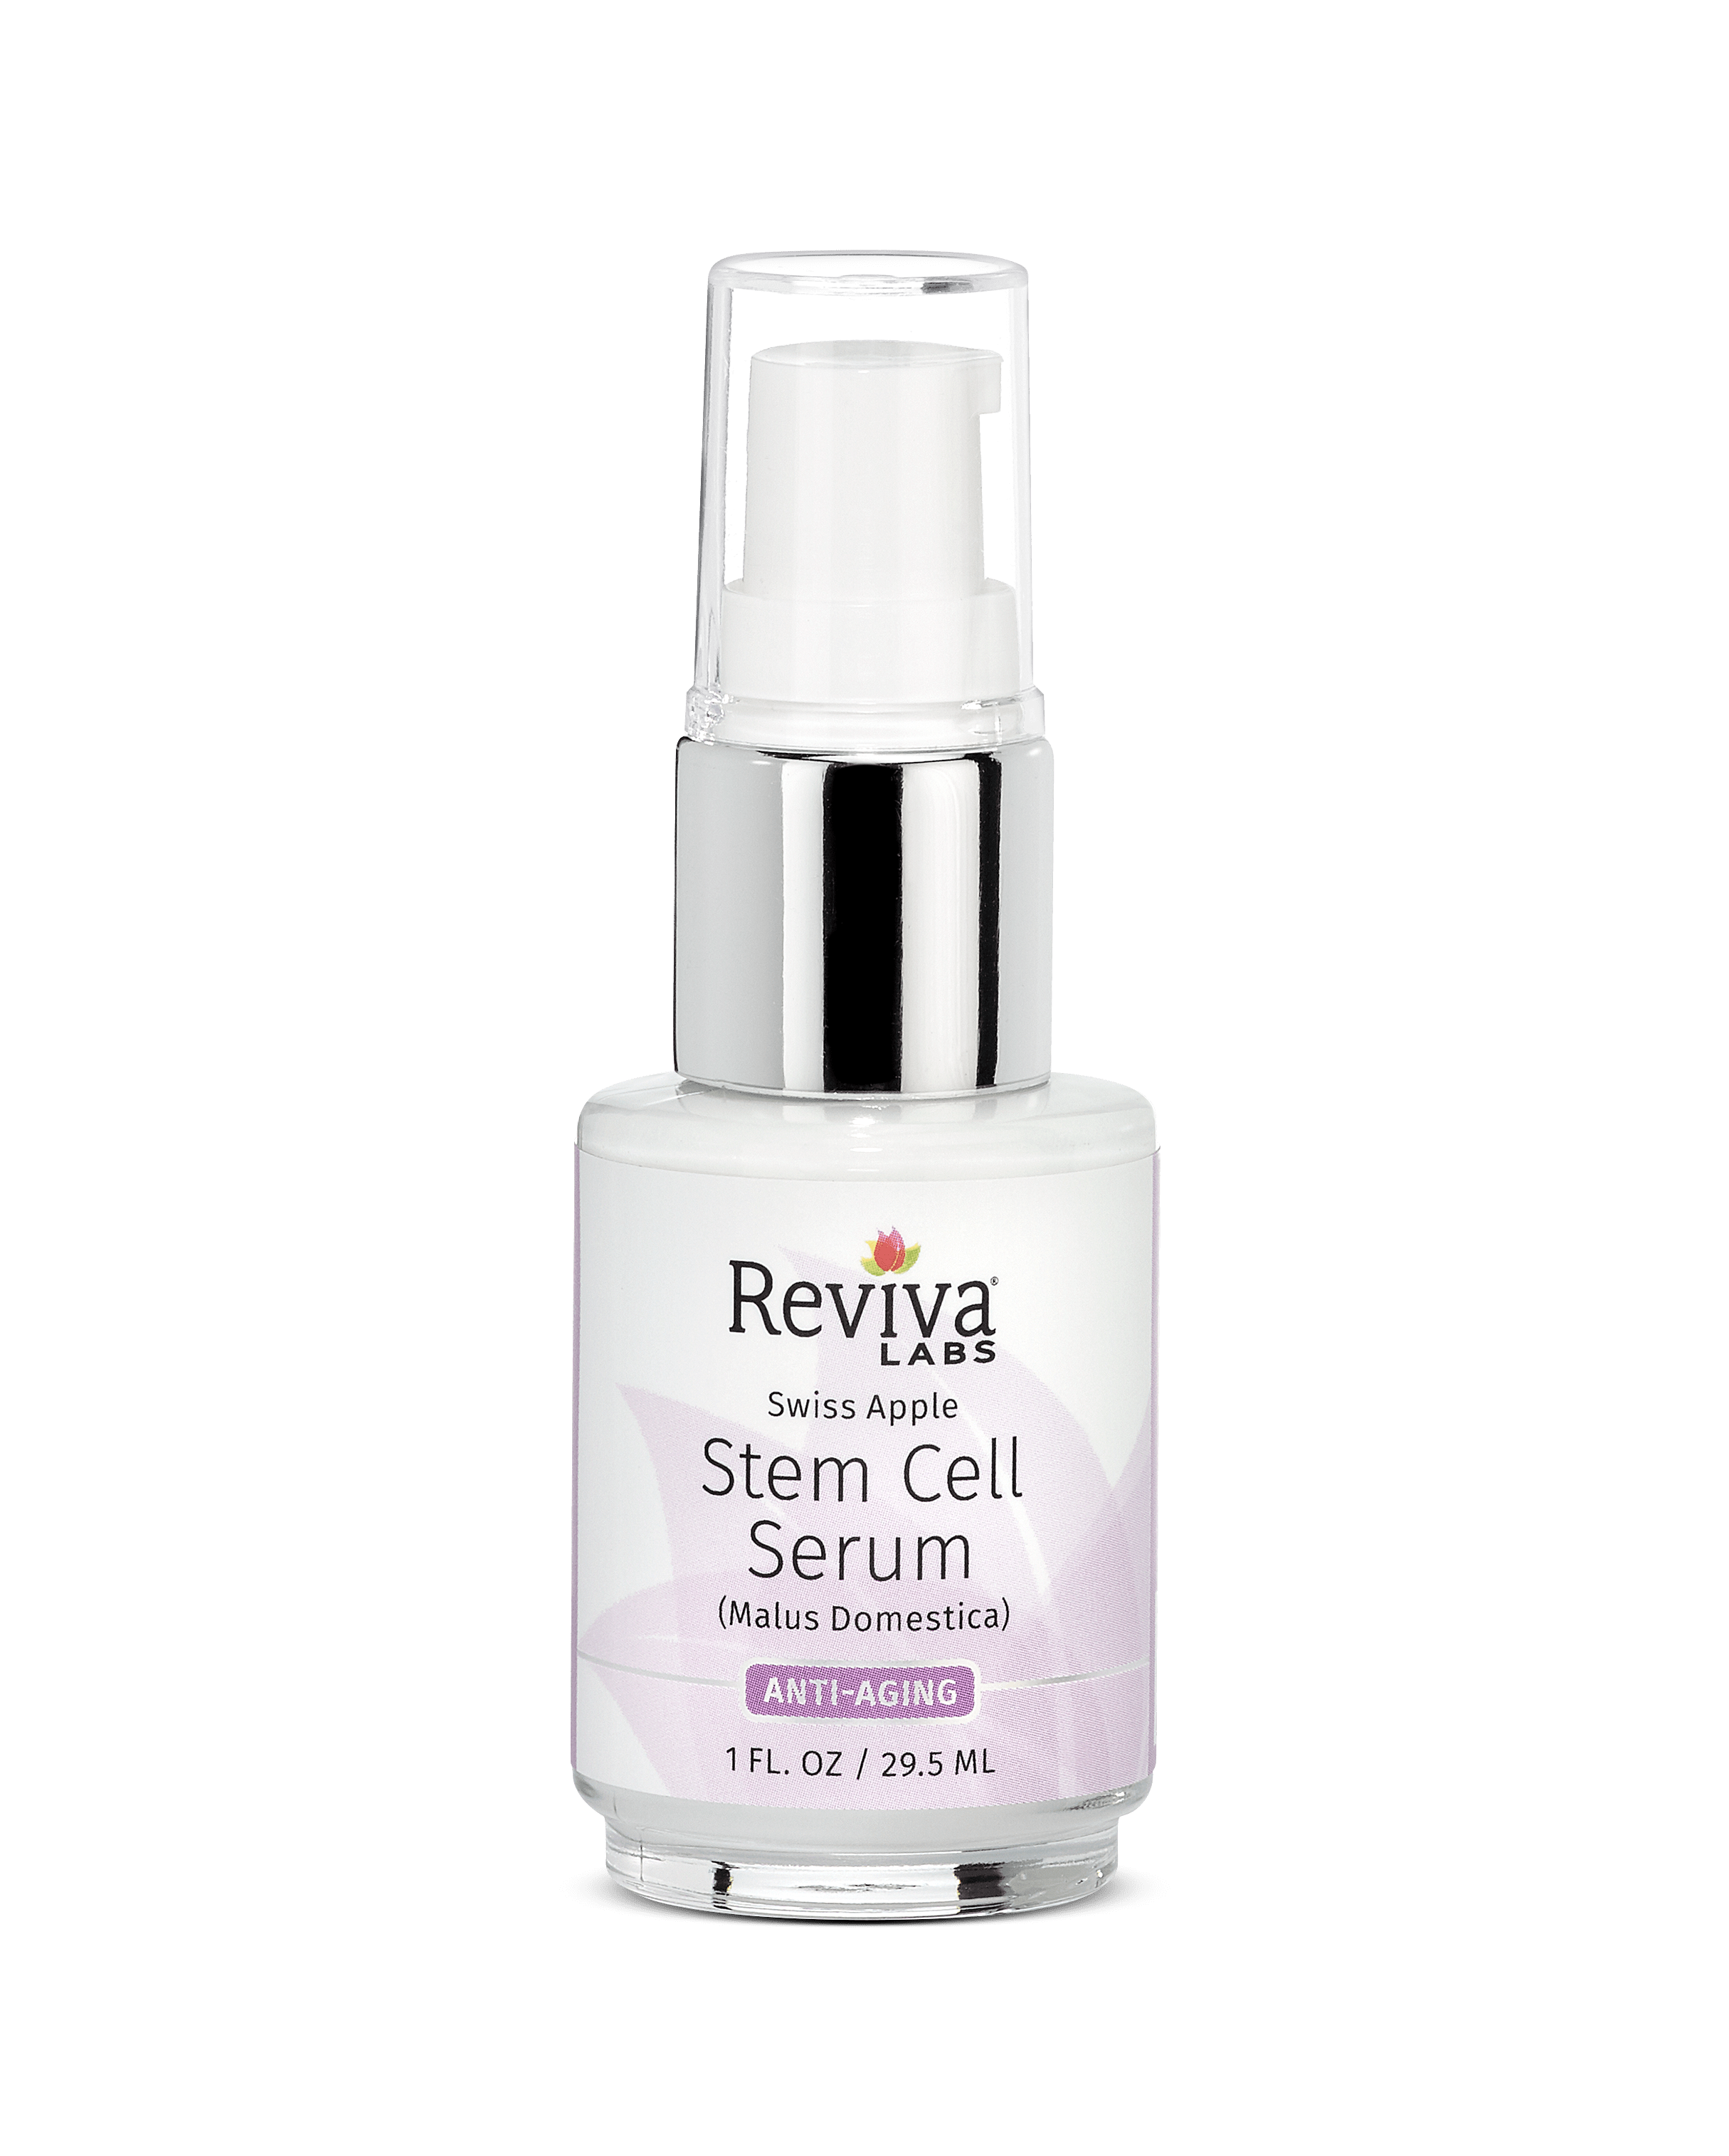 Reviva®
LABS
Swiss Apple
Stem Cell
Serum
(Malus Domestica)
ANTI-AGING
1 FL. OZ / 29.5 ML